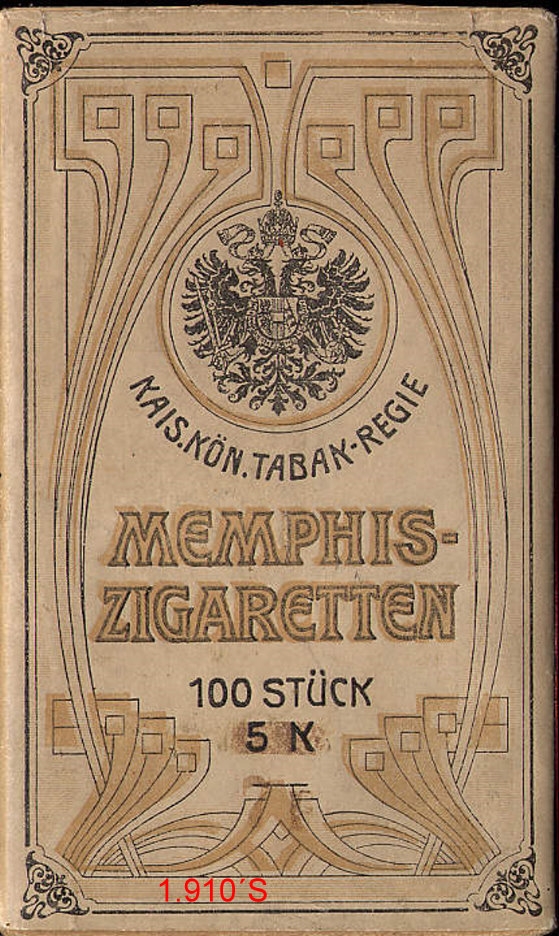 KAIS.KÖN.TABAK-REGIE
MEMPHIS-
ZIGARETTEN
100 STÜCK
5 K
1.910´S